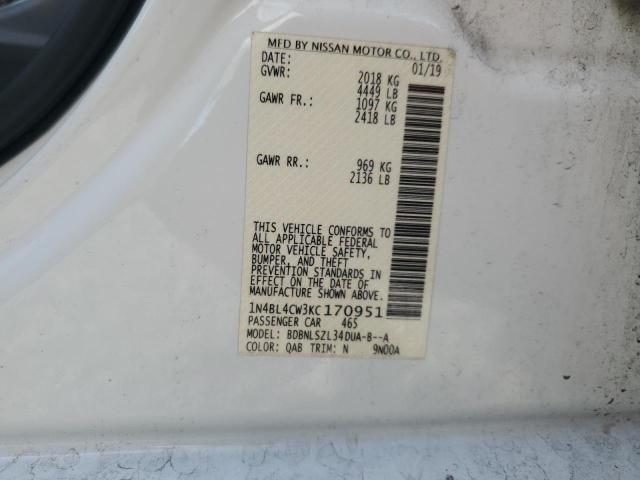 MFD BY NISSAN MOTOR CO., LTD.
DATE: 01/19
GVWR: 2018 KG
4449 LB
GAWR FR.: 1097 KG
2418 LB
GAWR RR.: 969 KG
2136 LB
THIS VEHICLE CONFORMS TO
ALL APPLICABLE FEDERAL
MOTOR VEHICLE SAFETY,
BUMPER, AND THEFT
PREVENTION STANDARDS IN
EFFECT ON THE DATE OF
MANUFACTURE SHOWN ABOVE.
1N4BL4CW3KC170951
PASSENGER CAR 465
MODEL: BDBNLSZL34DUA-B--A
COLOR: QAB TRIM: N 9N00A